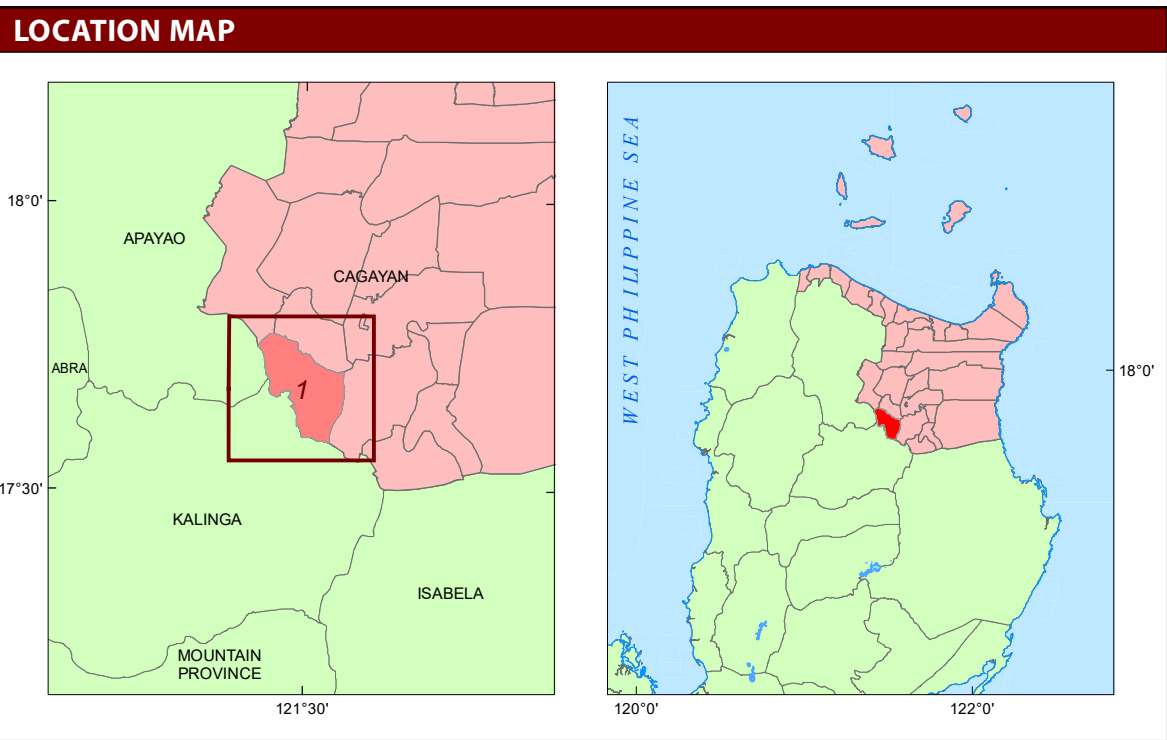 LOCATION MAP
18°0'
APAYAO
CAGAYAN
ABRA
1
17°30'
KALINGA
ISABELA
MOUNTAIN
PROVINCE
121°30'
WEST PHILIPPINE SEA
18°0'
120°0'
122°0'